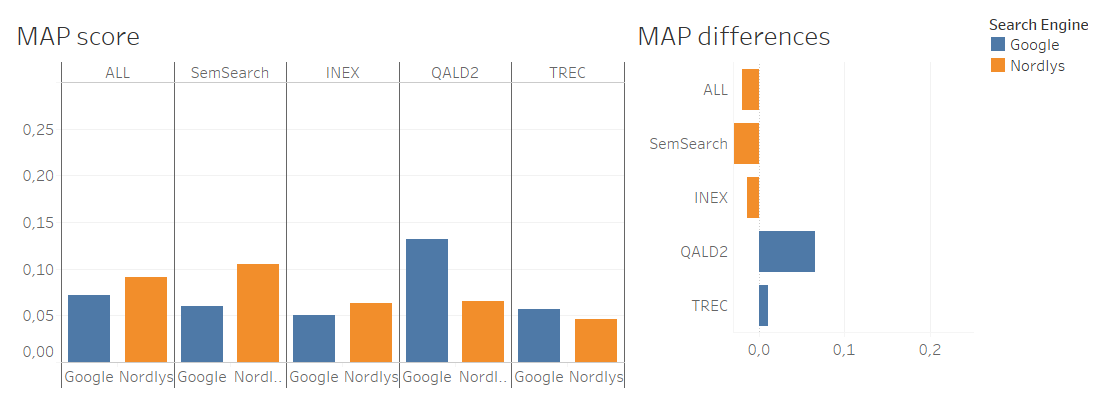 MAP score
ALL SemSearch INEX QALD2 TREC
0,25
0,20
0,15
0,10
0,05
0,00
Google Nordlys Google Nordl.. Google Nordlys Google Nordl.. Google Nordlys
MAP differences
ALL
SemSearch
INEX
QALD2
TREC
0,0 0,1 0,2
Search Engine
Google
Nordlys